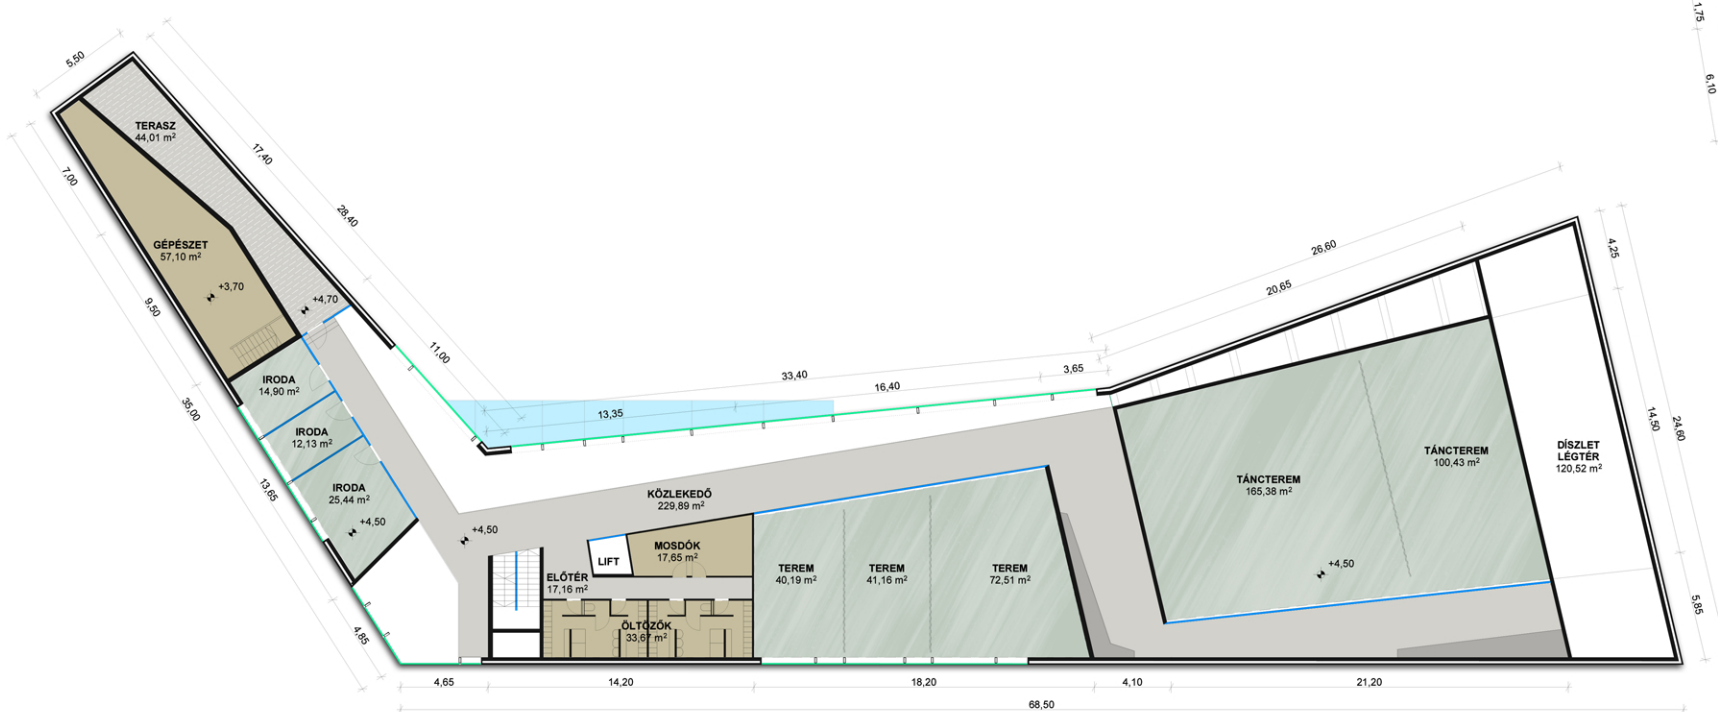 1,75
6,10
5,50
TERASZ
44,01 m²
17,40
7,00
28,40
GÉPÉSZET
57,10 m²
+3,70
+4,70
9,50
11,00
26,60
20,65
4,25
33,40
3,65
16,40
13,35
IRODA
14,90 m²
35,00
IRODA
12,13 m²
14,50
24,60
TÁNCTEREM
100,43 m²
DÍSZLET
LÉGTÉR
120,52 m²
TÁNCTEREM
165,38 m²
13,65
IRODA
25,44 m²
KÖZLEKEDŐ
229,89 m²
+4,50
+4,50
MOSDÓK
17,65 m²
LIFT
ELŐTÉR
17,16 m²
TEREM
40,19 m²
TEREM
41,16 m²
TEREM
72,51 m²
+4,50
5,85
ÖLTÖZŐK
33,67 m²
4,85
4,65
14,20
18,20
4,10
21,20
68,50